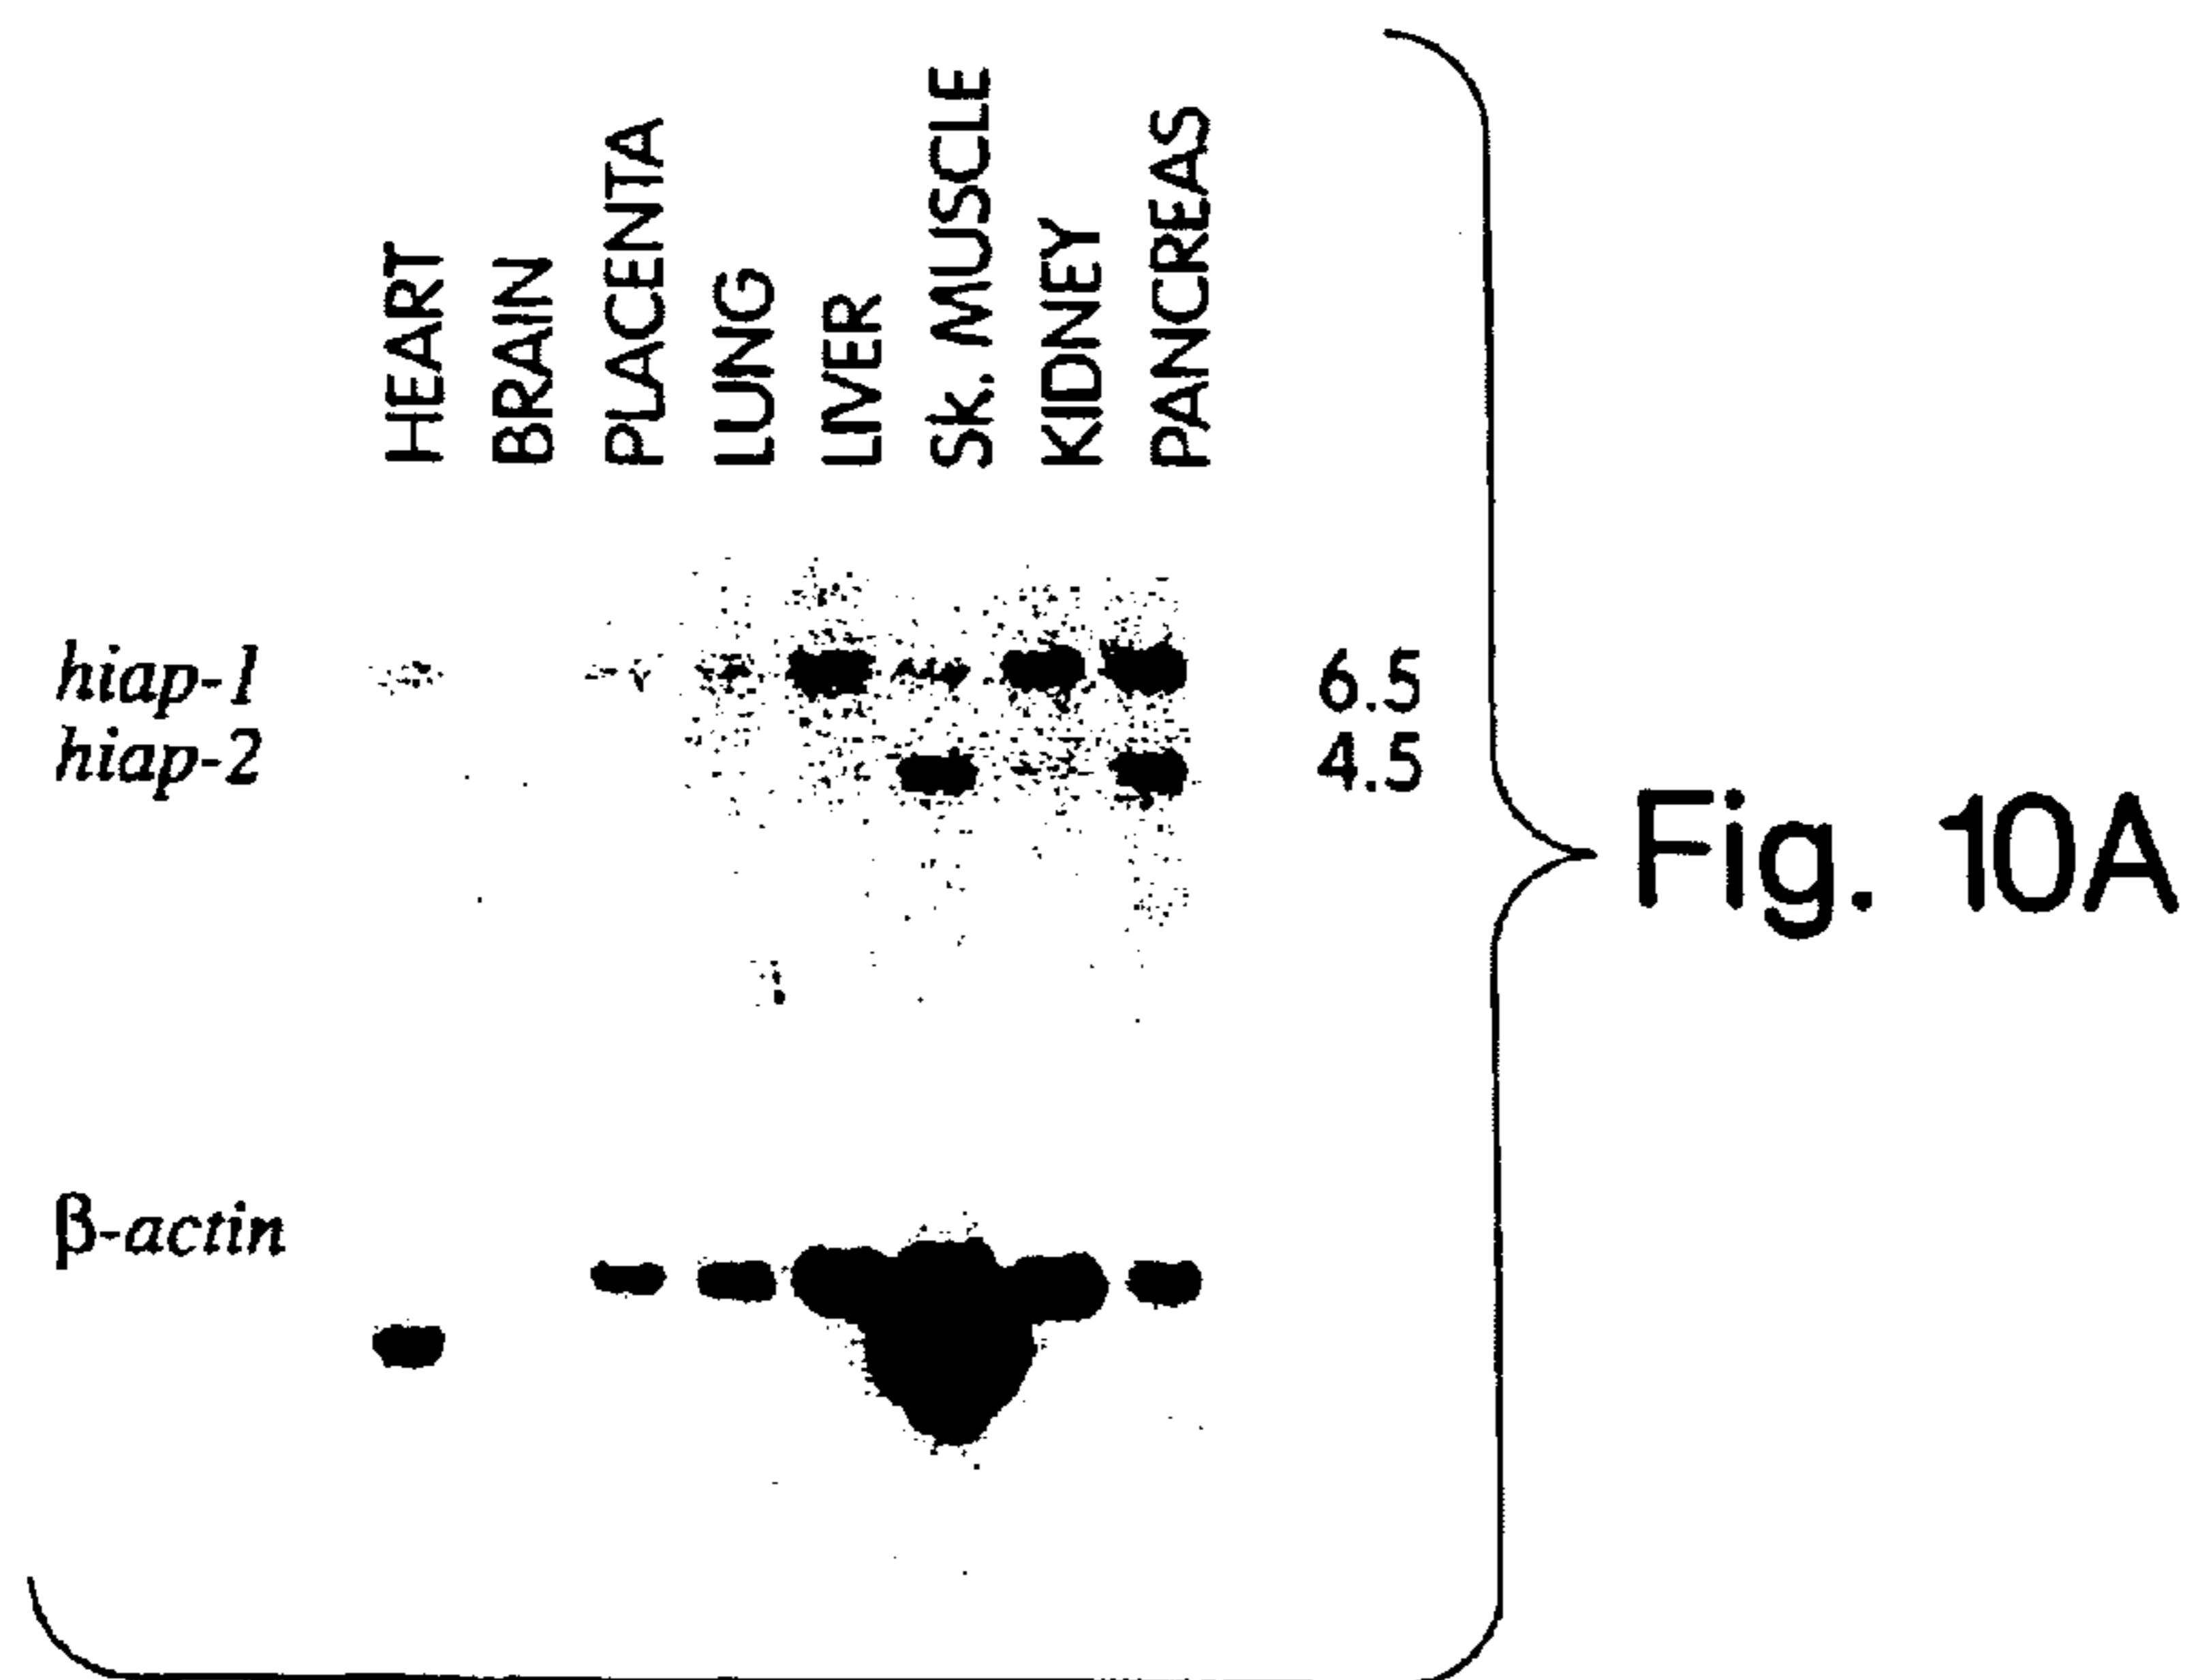 HEART
BRAIN
PLACENTA
LUNG
LIVER
SK. MUSCLE
KIDNEY
PANCREAS
hiap-1 6.5
hiap-2 4.5
Fig. 10A
β-actin